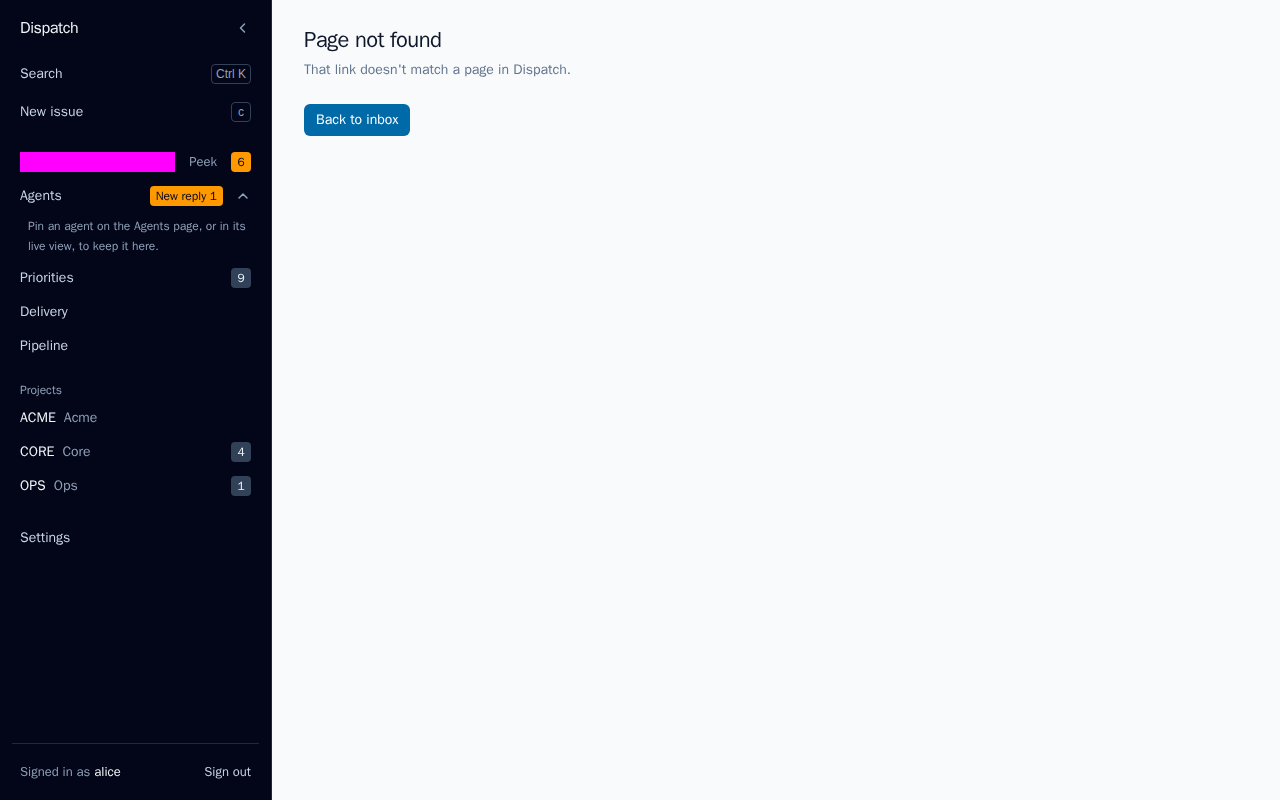 Dispatch
Search Ctrl K
New issue c
Peek 6
Agents New reply 1
Pin an agent on the Agents page, or in its
live view, to keep it here.
Priorities 9
Delivery
Pipeline
Projects
ACME Acme
CORE Core 4
OPS Ops 1
Settings
Signed in as alice Sign out
Page not found
That link doesn't match a page in Dispatch.
Back to inbox